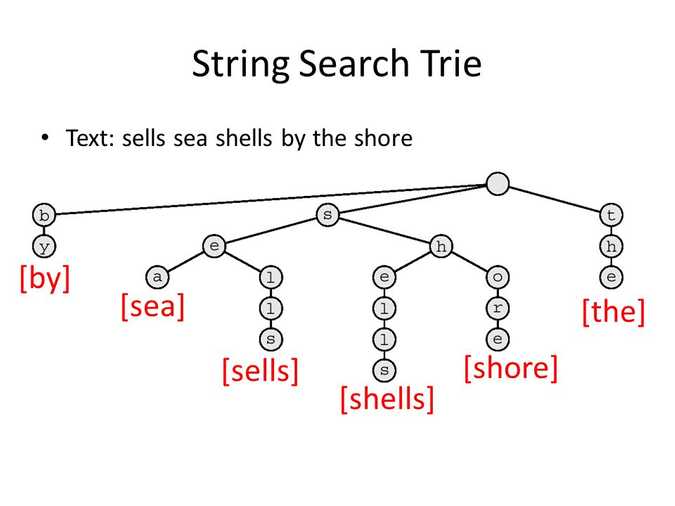 String Search Trie
• Text: sells sea shells by the shore
b s t
y e h h
a l e o e
[by] [sea] l l r [the]
s l e
[sells] s [shore]
[shells]